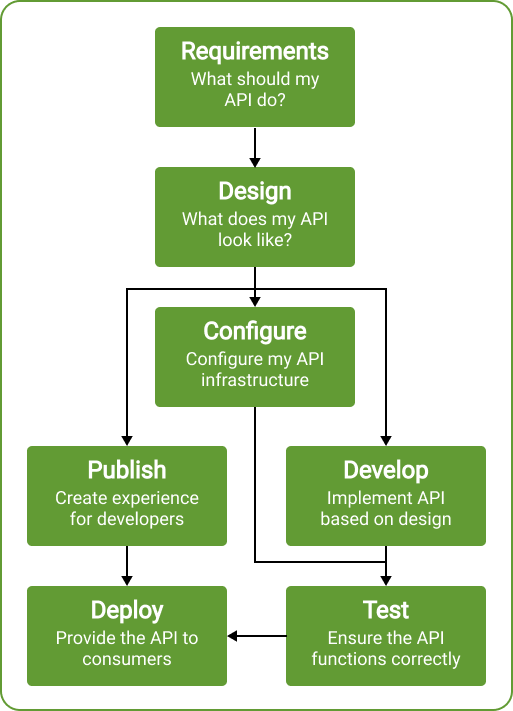 Requirements
What should my
API do?
Design
What does my API
look like?
Configure
Configure my API
infrastructure
Publish
Create experience
for developers
Develop
Implement API
based on design
Deploy
Provide the API to
consumers
Test
Ensure the API
functions correctly